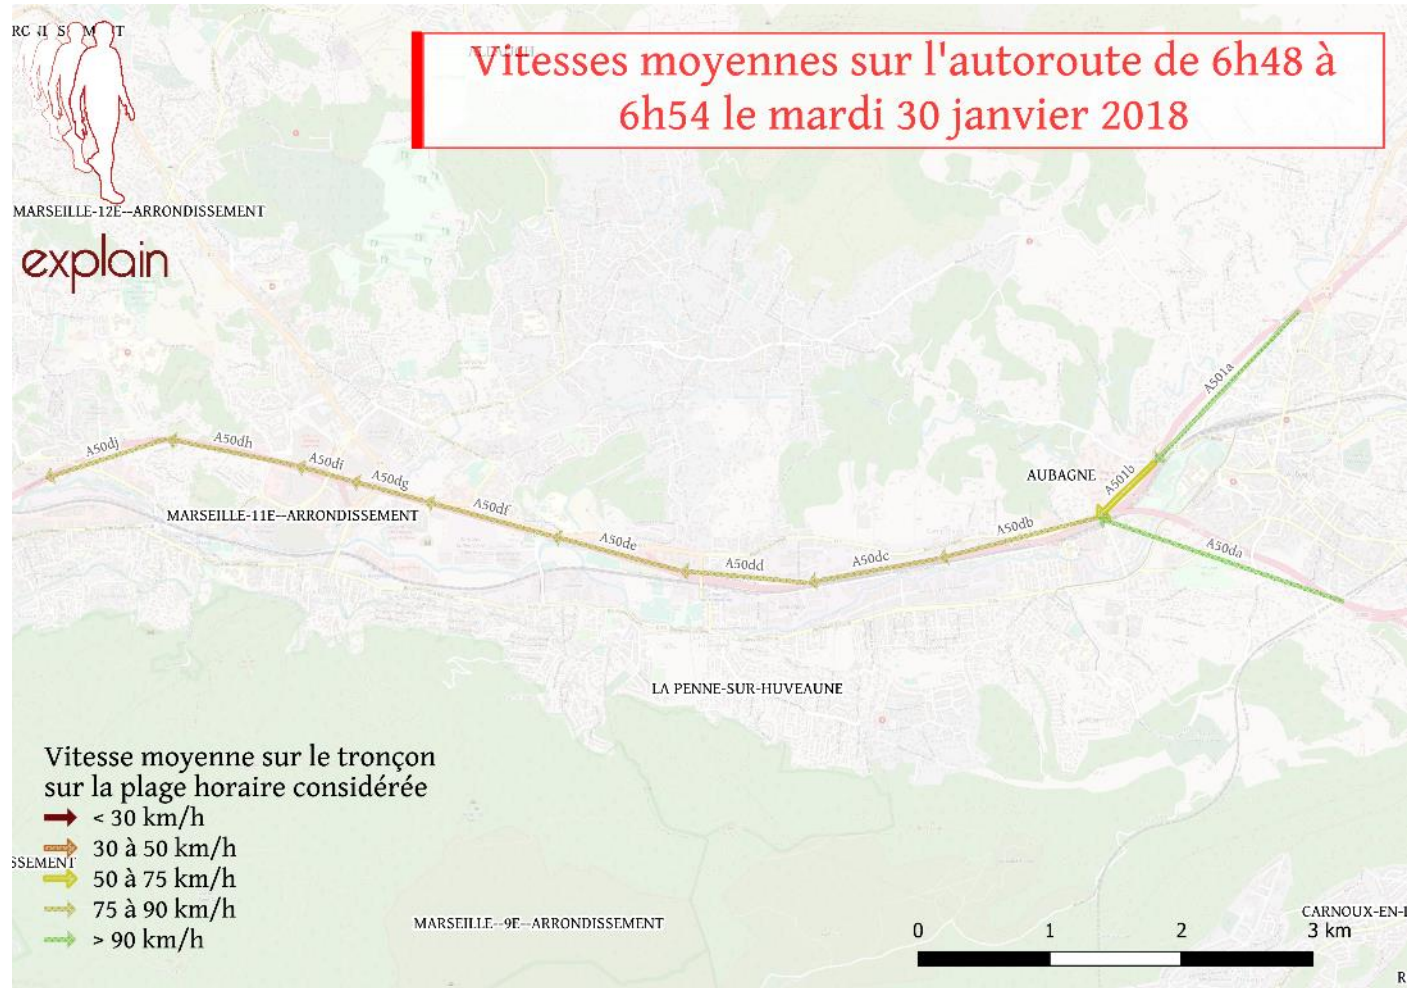 Vitesses moyennes sur l'autoroute de 6h48 à
6h54 le mardi 30 janvier 2018
MARSEILLE-12E--ARRONDISSEMENT
explain
A501a
A50dj
A50dh
A50di
A50dg
A50df
A50de
A50dd
A50dc
A50db
A501b
A50da
AUBAGNE
MARSEILLE-11E--ARRONDISSEMENT
LA PENNE-SUR-HUVEAUNE
Vitesse moyenne sur le tronçon
sur la plage horaire considérée
< 30 km/h
30 à 50 km/h
SSEMENT
50 à 75 km/h
75 à 90 km/h
> 90 km/h
MARSEILLE--9E--ARRONDISSEMENT
CARNOUX-EN-
0 1 2 3 km
R